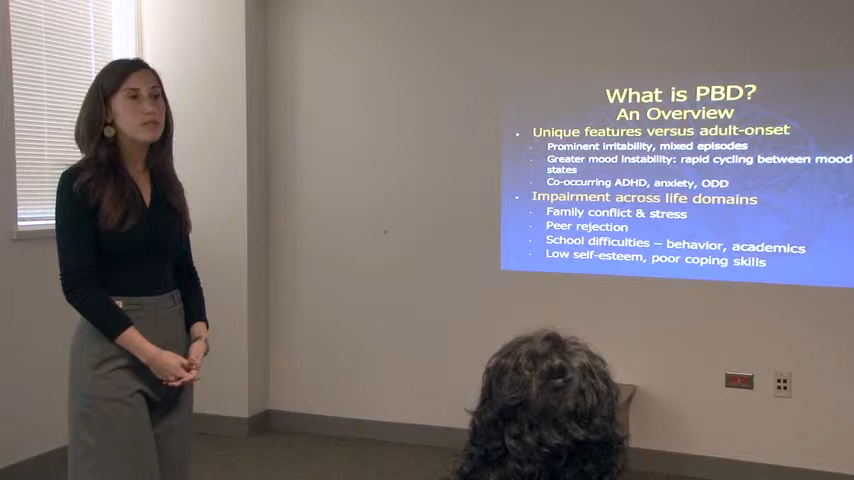 What is PBD?
An Overview
Unique features versus adult-onset
Prominent irritability, mixed episodes
Greater mood instability: rapid cycling between mood
states
Co-occurring ADHD, anxiety, ODD
Impairment across life domains
Family conflict & stress
Peer rejection
School difficulties – behavior, academics
Low self-esteem, poor coping skills